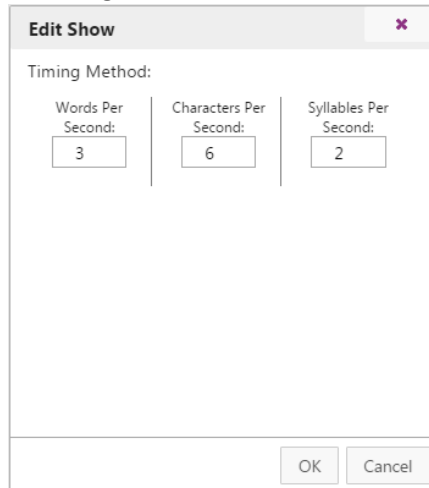 Edit Show
Timing Method:
Words Per
Second:
3
Characters Per
Second:
6
Syllables Per
Second:
2
OK
Cancel